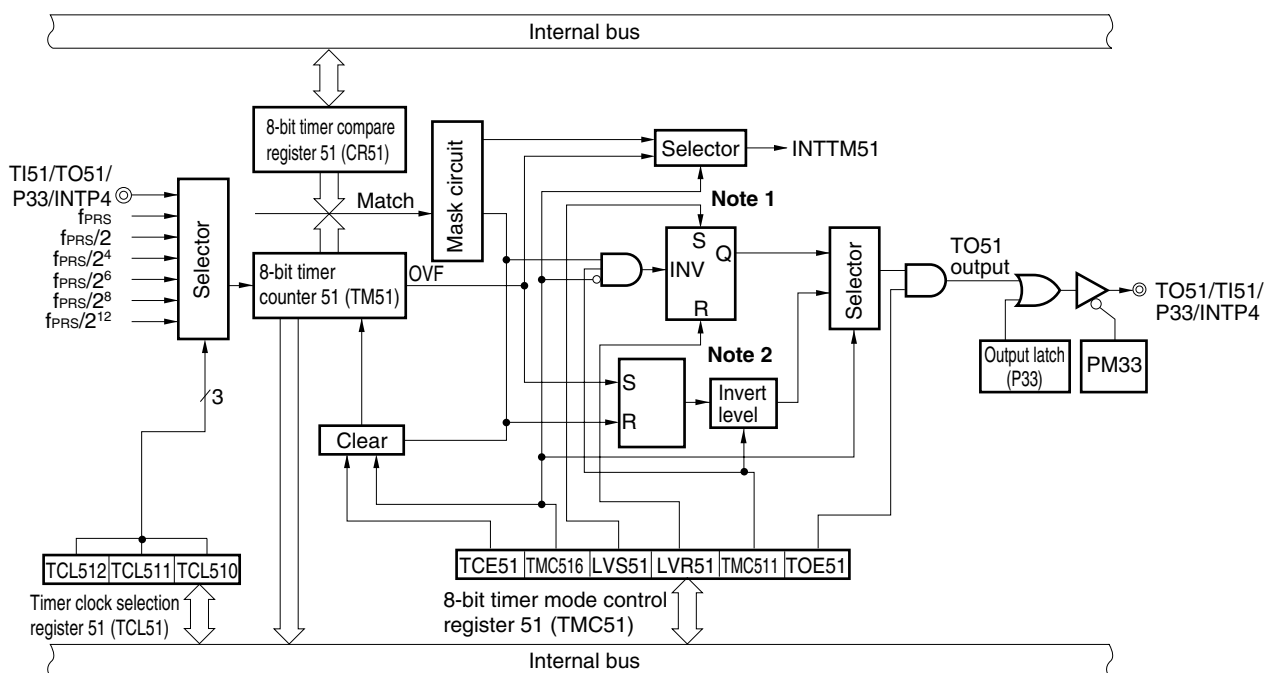 Internal bus
8-bit timer compare
register 51 (CR51)
Mask circuit
Selector
INTTM51
TI51/TO51/
P33/INTP4
fPRS
fPRS/2
fPRS/2⁴
fPRS/2⁶
fPRS/2⁸
fPRS/2¹²
Selector
Match
Note 1
S
INV
Q
R
8-bit timer
counter 51 (TM51)
OVF
Selector
TO51
output
TO51/TI51/
P33/INTP4
Output latch
(P33)
PM33
Note 2
S
R
Invert
level
3
Clear
TCL512 TCL511 TCL510
Timer clock selection
register 51 (TCL51)
TCE51 TMC516 LVS51 LVR51 TMC511 TOE51
8-bit timer mode control
register 51 (TMC51)
Internal bus